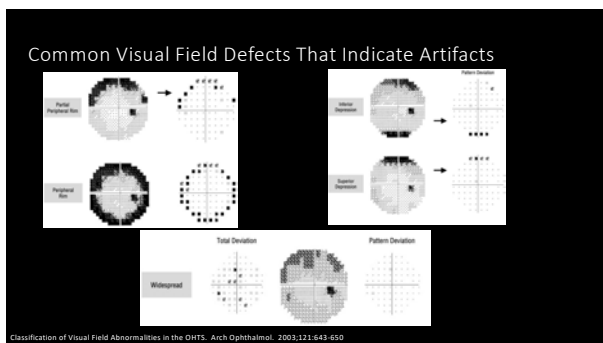 Common Visual Field Defects That Indicate Artifacts
Partial
Peripheral Rim
Peripheral
Rim
Pattern Deviation
Inferior
Depression
Superior
Depression
Total Deviation
Pattern Deviation
Widespread
Classification of Visual Field Abnormalities in the OHTS. Arch Ophthalmol. 2003;121:643-650